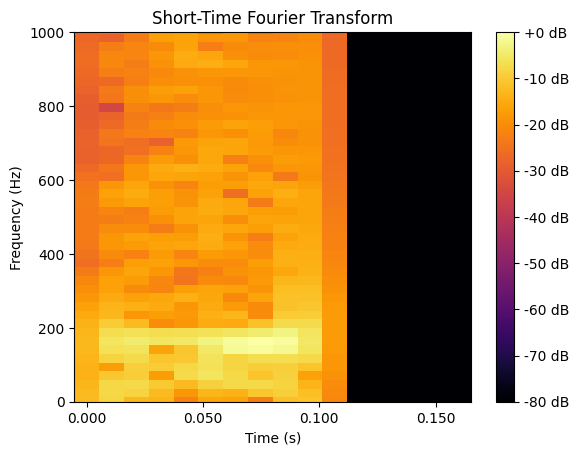 Short-Time Fourier Transform
1000
800
600
400
200
0
Frequency (Hz)
0.000
0.050
0.100
0.150
Time (s)
+0 dB
-10 dB
-20 dB
-30 dB
-40 dB
-50 dB
-60 dB
-70 dB
-80 dB